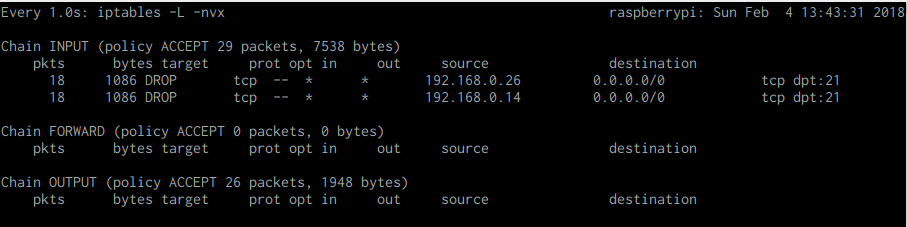 Every 1.0s: iptables -L -nvx raspberrypi: Sun Feb  4 13:43:31 2018
Chain INPUT (policy ACCEPT 29 packets, 7538 bytes)
pkts bytes target prot opt in out source destination
18 1086 DROP tcp -- * * 192.168.0.26 0.0.0.0/0 tcp dpt:21
18 1086 DROP tcp -- * * 192.168.0.14 0.0.0.0/0 tcp dpt:21
Chain FORWARD (policy ACCEPT 0 packets, 0 bytes)
pkts bytes target prot opt in out source destination
Chain OUTPUT (policy ACCEPT 26 packets, 1948 bytes)
pkts bytes target prot opt in out source destination